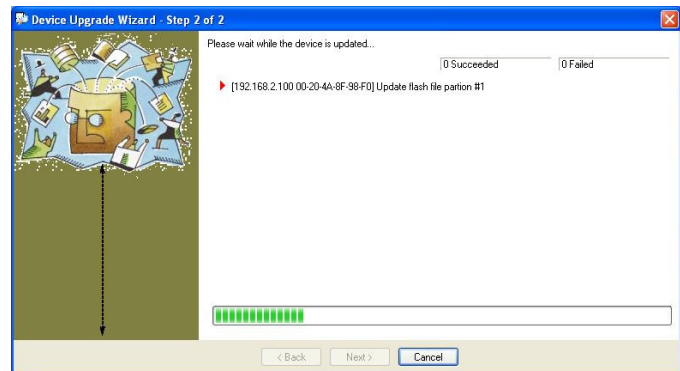 Device Upgrade Wizard - Step 2 of 2
Please wait while the device is updated...
0 Succeeded
0 Failed
[192.168.2.100 00-20-4A-8F-98-F0] Update flash file partion #1
< Back
Next >
Cancel